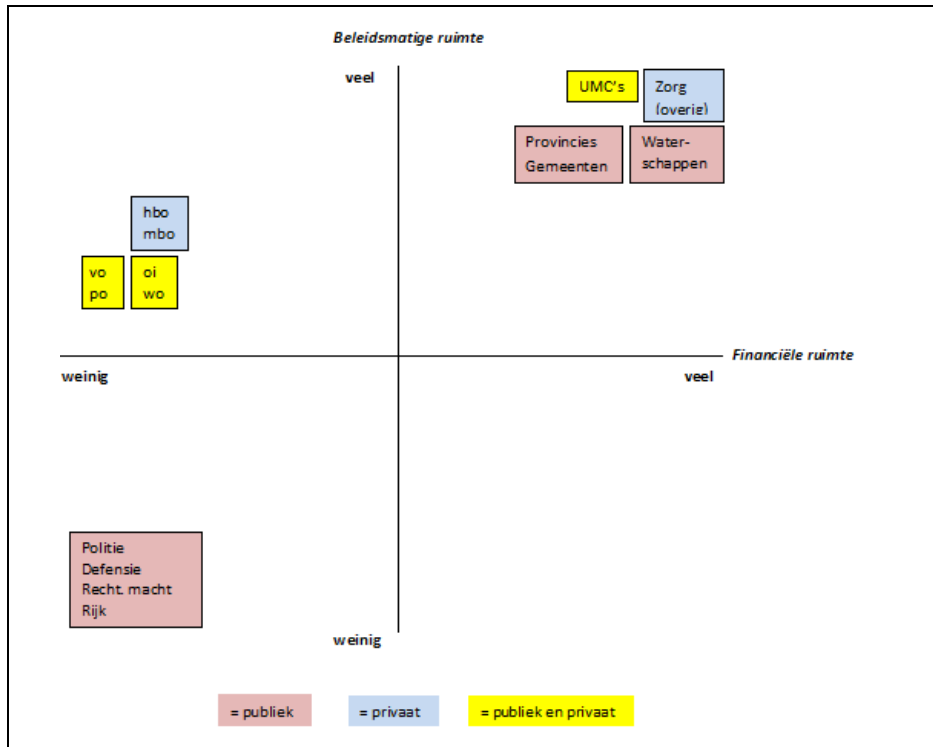 Beleidsmatige ruimte
veel
UMC's
Zorg
(overig)
Provincies
Gemeenten
Water-
schappen
hbo
mbo
vo
po
oi
wo
Financiële ruimte
weinig
veel
Politie
Defensie
Recht. macht
Rijk
weinig
= publiek
= privaat
= publiek en privaat